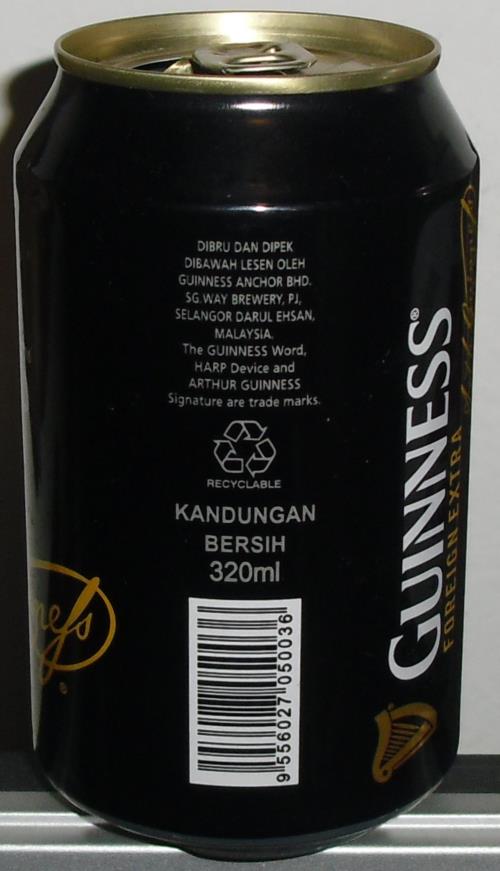 DIBRU DAN DIPEK
DIBAWAH LESEN OLEH
GUINNESS ANCHOR BHD.
SG.WAY BREWERY, PJ,
SELANGOR DARUL EHSAN,
MALAYSIA.
The GUINNESS Word,
HARP Device and
ARTHUR GUINNESS
Signature are trade marks.
RECYCLABLE
KANDUNGAN
BERSIH
320ml
9 556027 050036
GUINNESS®
FOREIGN EXTRA